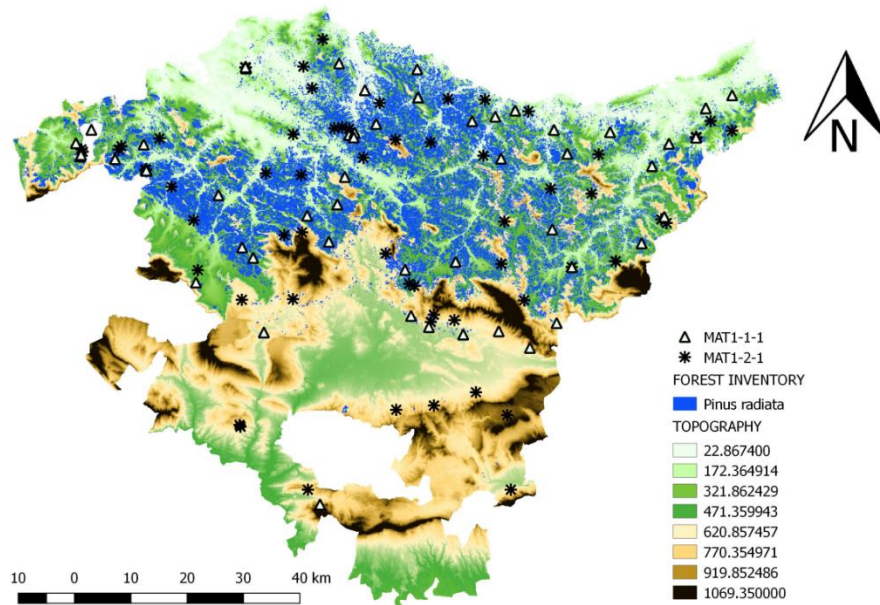 N
MAT1-1-1
MAT1-2-1
FOREST INVENTORY
Pinus radiata
TOPOGRAPHY
22.867400
172.364914
321.862429
471.359943
620.857457
770.354971
919.852486
1069.350000
10 0 10 20 30 40 km